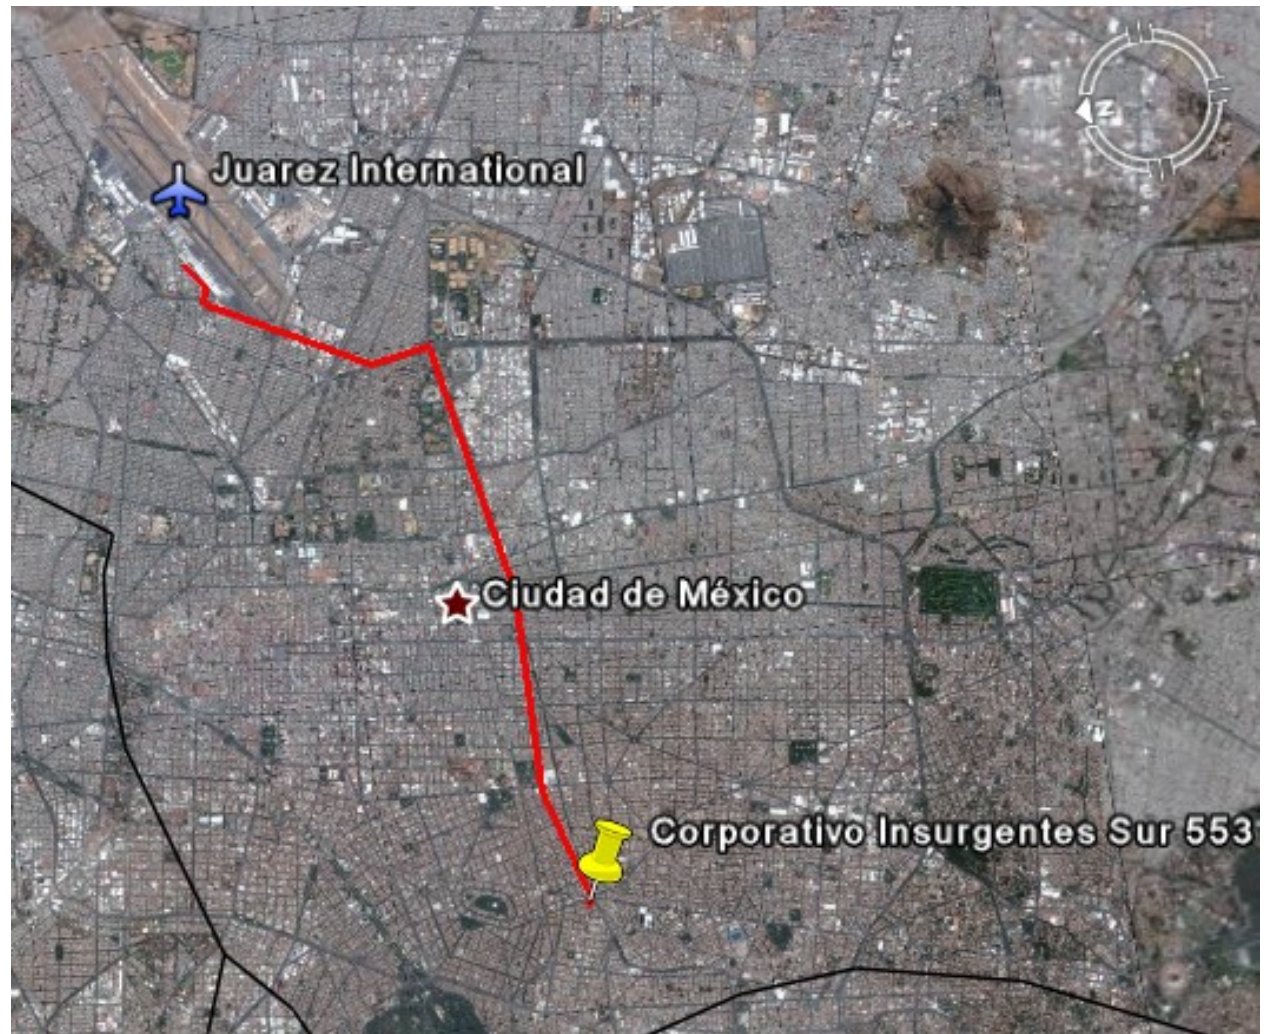 N
Juarez International
Ciudad de México
Corporativo Insurgentes Sur 553